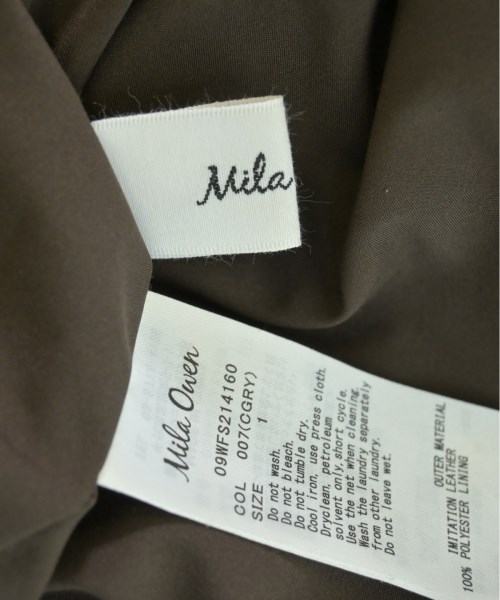 Mila
Mila Owen
09WFS214160
COL 007(CGRY)
SIZE 1
Do not wash.
Do not bleach.
Do not tumble dry.
Cool iron, use press cloth.
Dryclean, petroleum
solvent only,short cycle.
Use the net when cleaning.
Wash the laundry separately
from other laundry.
Do not leave wet.
OUTER MATERIAL
IMITATION LEATHER
100% POLYESTER LINING